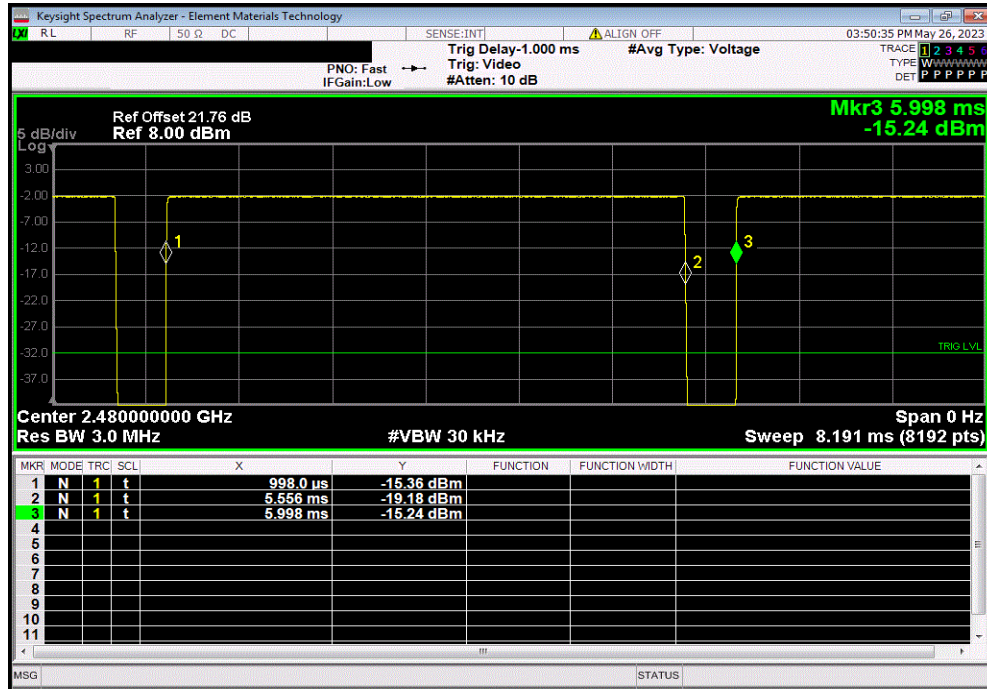 Keysight Spectrum Analyzer - Element Materials Technology
LXI RL RF 50 Ω DC SENSE:INT ALIGN OFF 03:50:35 PM May 26, 2023
Trig Delay-1.000 ms #Avg Type: Voltage TRACE 1 2 3 4 5 6
PNO: Fast Trig: Video TYPE WWWWWW
IFGain:Low #Atten: 10 dB DET P P P P P P
Mkr3 5.998 ms
-15.24 dBm
Ref Offset 21.76 dB
5 dB/div Ref 8.00 dBm
Log
3.00
-2.00
-7.00
-12.0
-17.0
-22.0
-27.0
-32.0
-37.0
1
2
3
TRIG LVL
Center 2.480000000 GHz Span 0 Hz
Res BW 3.0 MHz #VBW 30 kHz Sweep 8.191 ms (8192 pts)
MKR MODE TRC SCL X Y FUNCTION FUNCTION WIDTH FUNCTION VALUE
1 N 1 t 998.0 µs -15.36 dBm
2 N 1 t 5.556 ms -19.18 dBm
3 N 1 t 5.998 ms -15.24 dBm
4
5
6
7
8
9
10
11
MSG STATUS